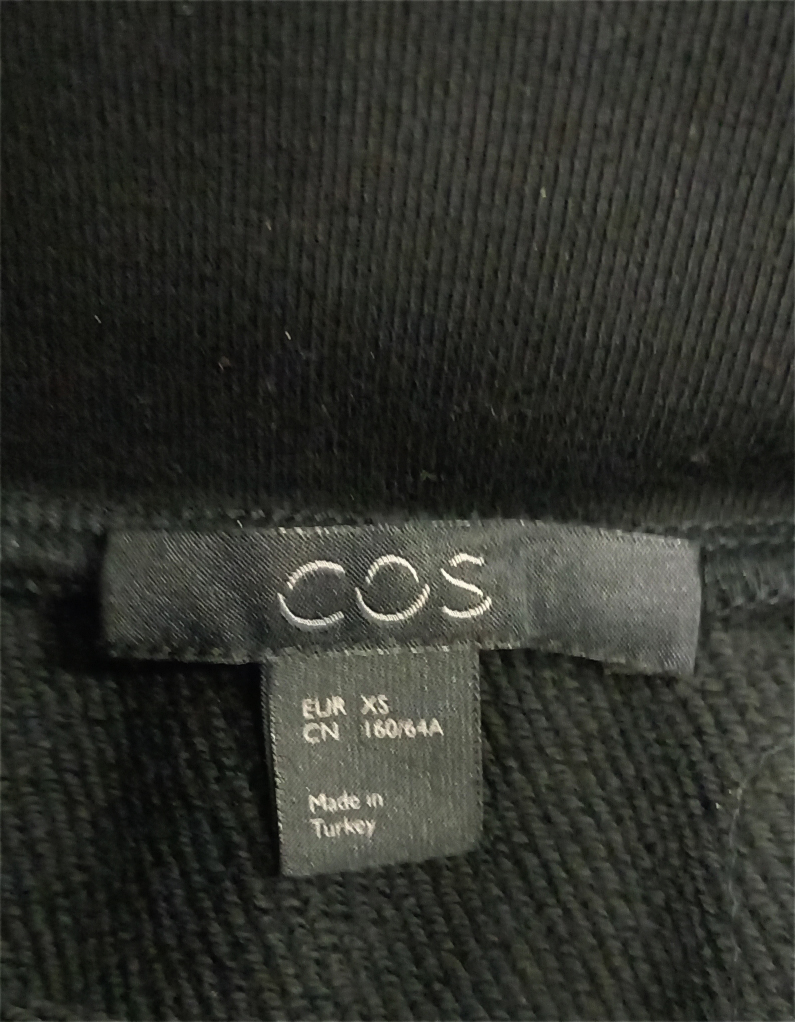 COS
EUR XS
CN 160/64A
Made in
Turkey